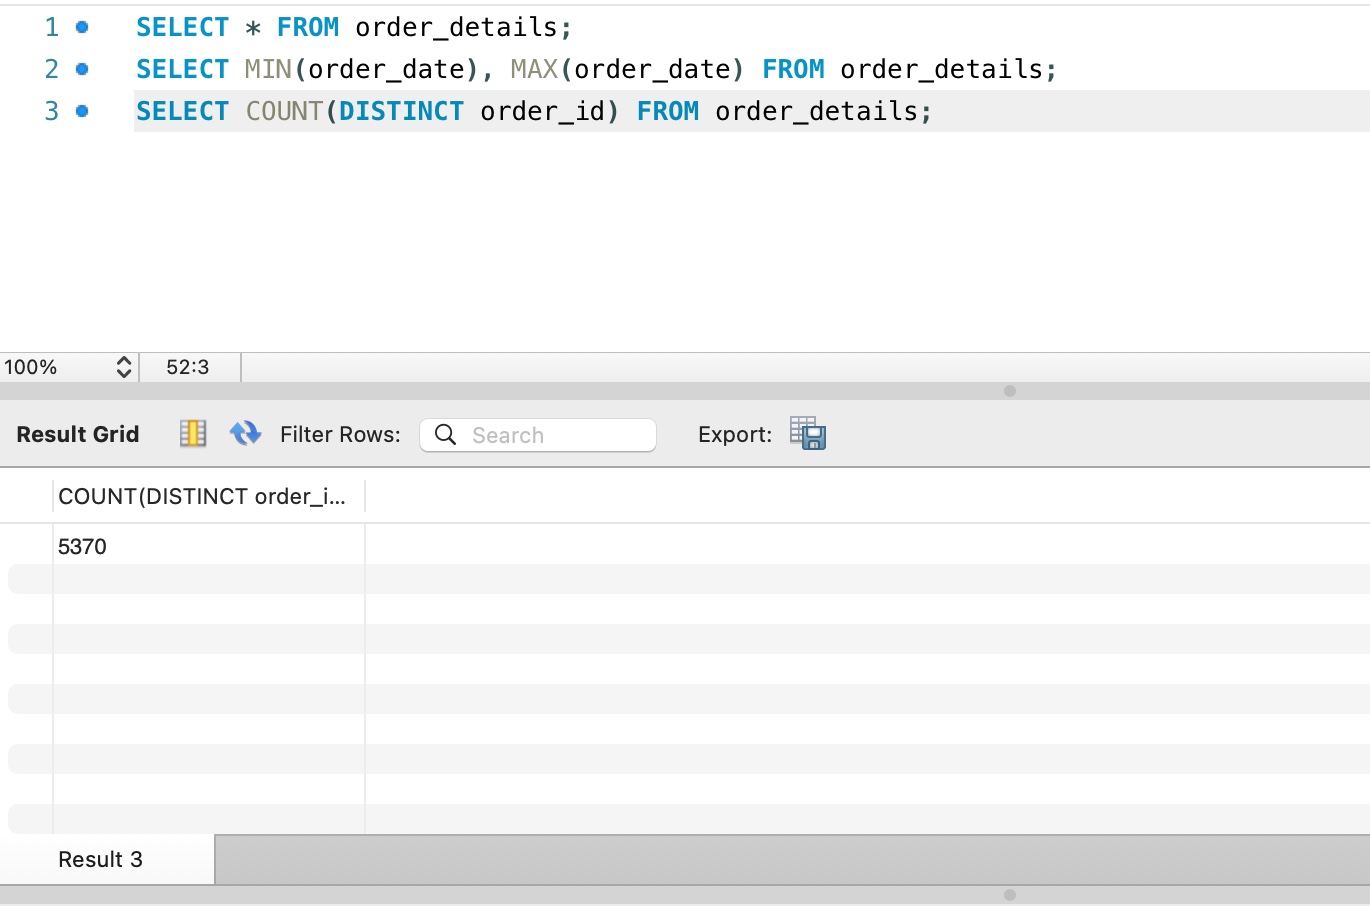 1 SELECT * FROM order_details;
2 SELECT MIN(order_date), MAX(order_date) FROM order_details;
3 SELECT COUNT(DISTINCT order_id) FROM order_details;
100% 52:3
Result Grid Filter Rows: Search Export:
COUNT(DISTINCT order_i...
5370
Result 3